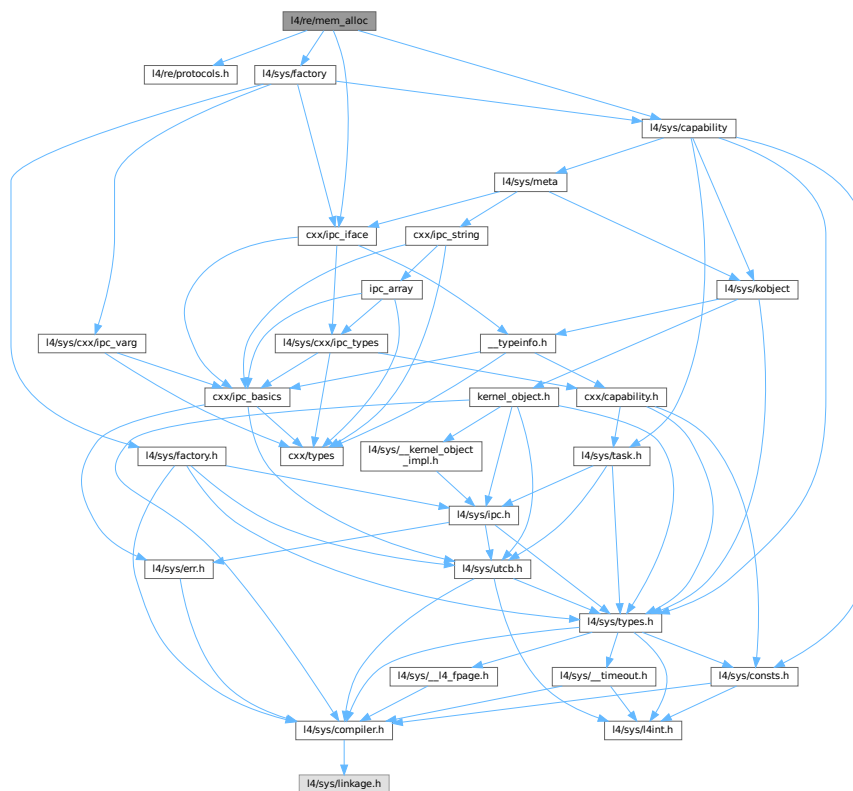 l4/re/mem_alloc
l4/re/protocols.h
l4/sys/factory
l4/sys/capability
l4/sys/meta
cxx/ipc_iface
cxx/ipc_string
ipc_array
l4/sys/kobject
l4/sys/cxx/ipc_varg
l4/sys/cxx/ipc_types
__typeinfo.h
cxx/ipc_basics
kernel_object.h
cxx/capability.h
l4/sys/factory.h
cxx/types
l4/sys/__kernel_object
_impl.h
l4/sys/task.h
l4/sys/ipc.h
l4/sys/err.h
l4/sys/utcb.h
l4/sys/types.h
l4/sys/__l4_fpage.h
l4/sys/__timeout.h
l4/sys/consts.h
l4/sys/compiler.h
l4/sys/l4int.h
l4/sys/linkage.h